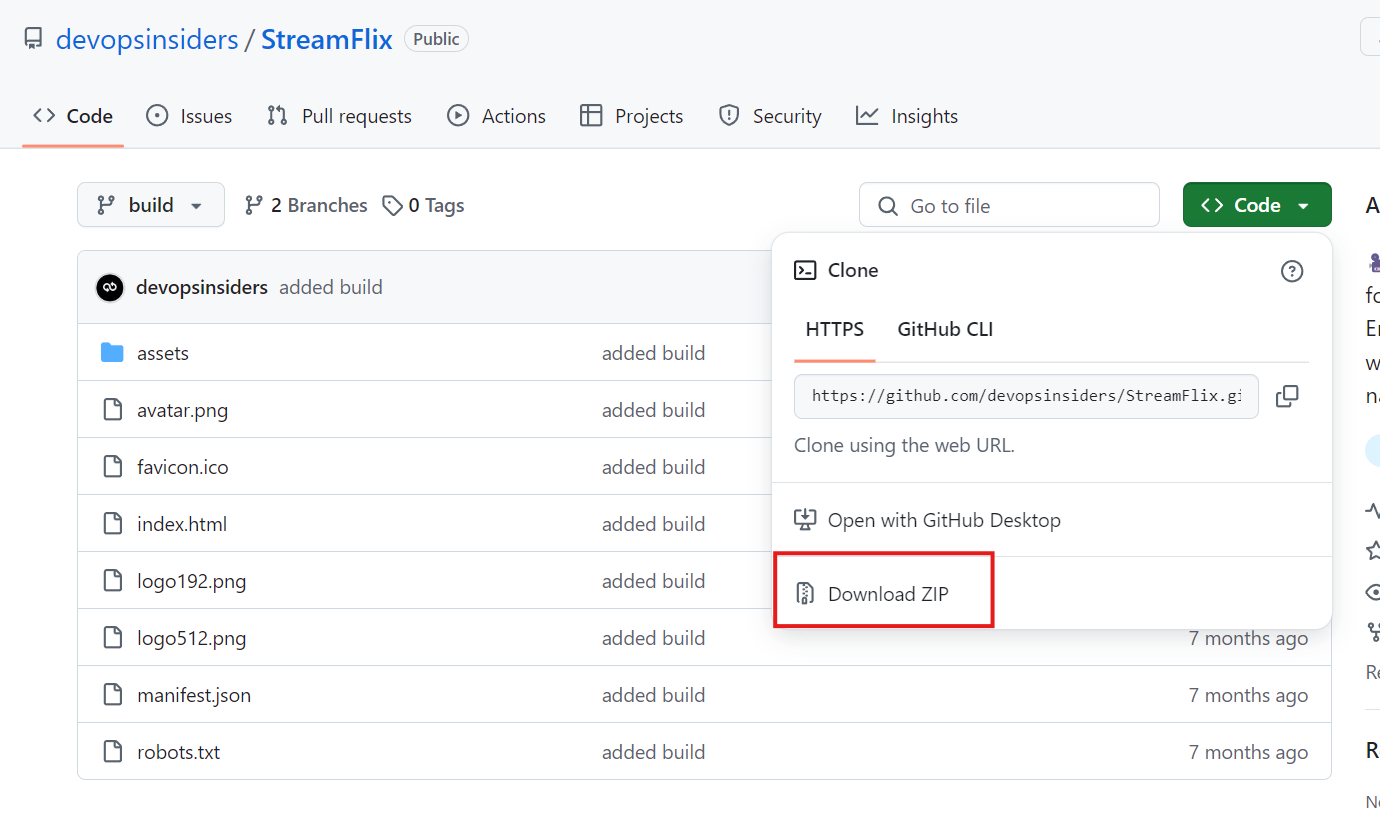 devopsinsiders / StreamFlix Public
Code Issues Pull requests Actions Projects Security Insights
build 2 Branches 0 Tags Go to file Code
devopsinsiders added build
Clone
HTTPS GitHub CLI
https://github.com/devopsinsiders/StreamFlix.gi
Clone using the web URL.
Open with GitHub Desktop
Download ZIP
assets added build
avatar.png added build
favicon.ico added build
index.html added build
logo192.png added build
logo512.png added build 7 months ago
manifest.json added build 7 months ago
robots.txt added build 7 months ago